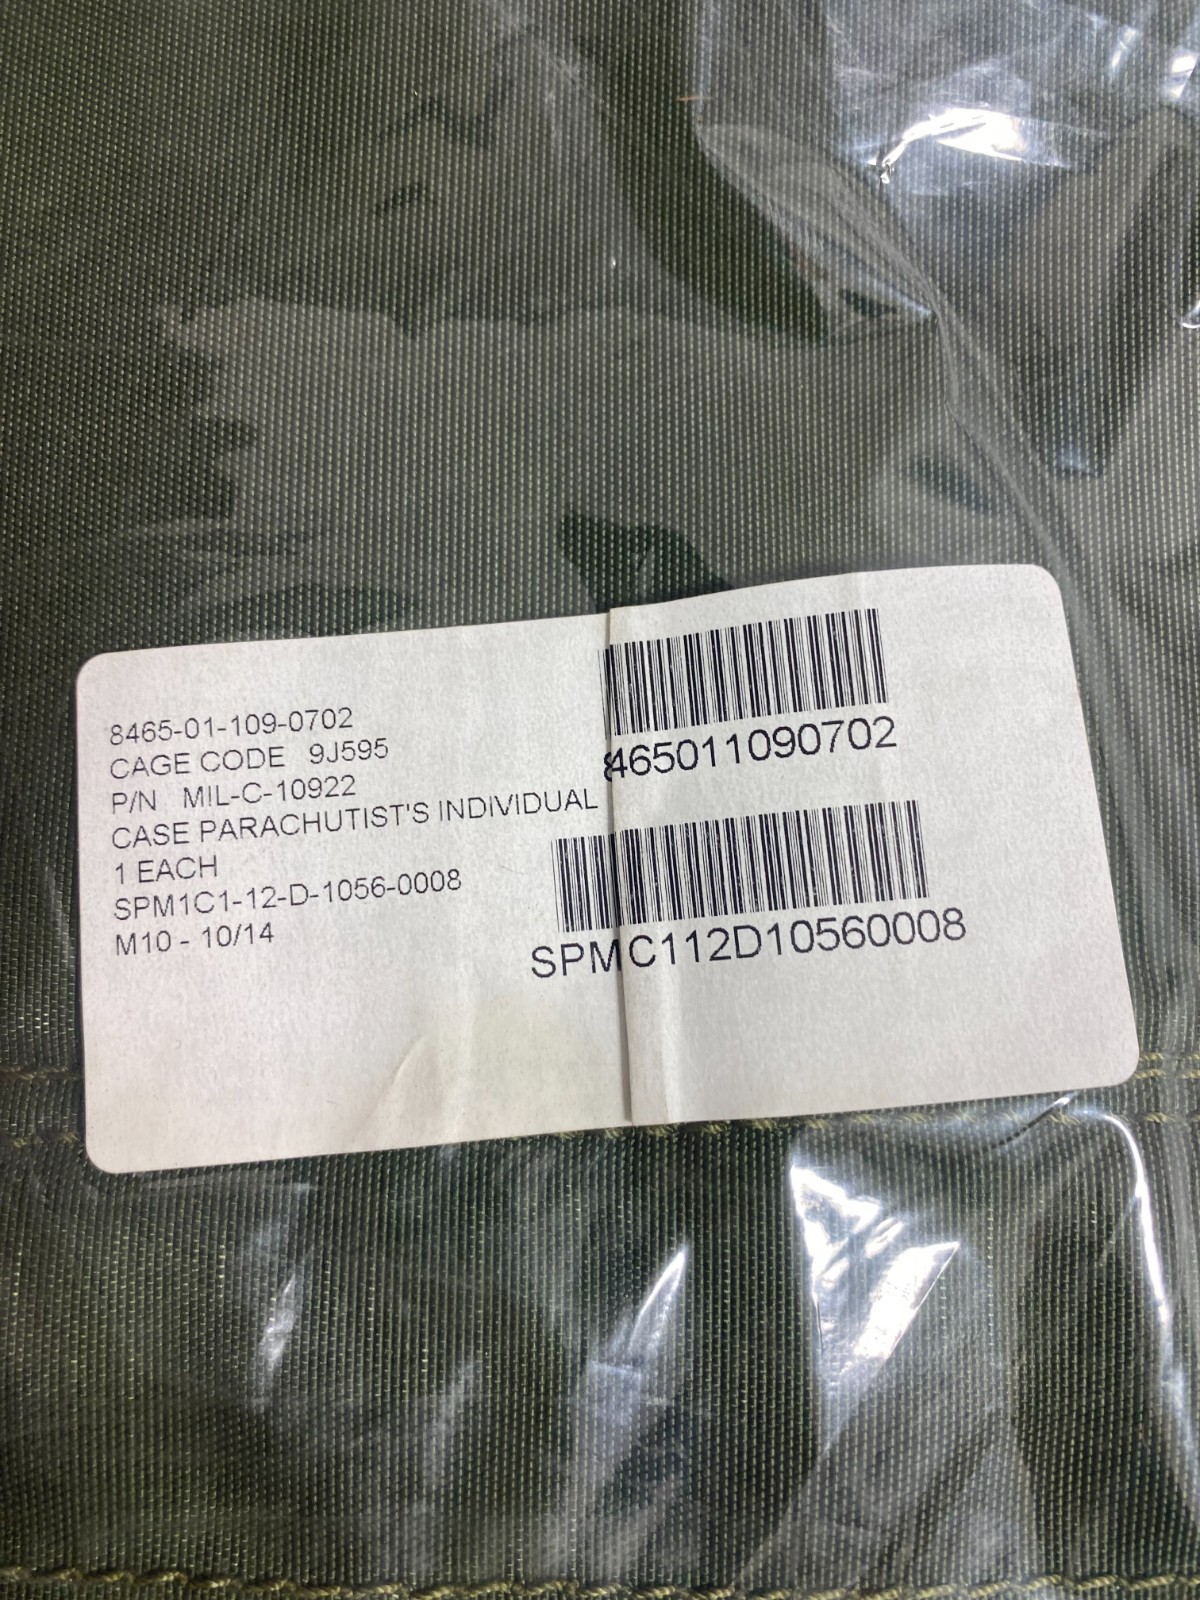 8465-01-109-0702
CAGE CODE 9J595
P/N MIL-C-10922
CASE PARACHUTIST'S INDIVIDUAL
1 EACH
SPM1C1-12-D-1056-0008
M10 - 10/14
8465011090702
SPMC112D10560008